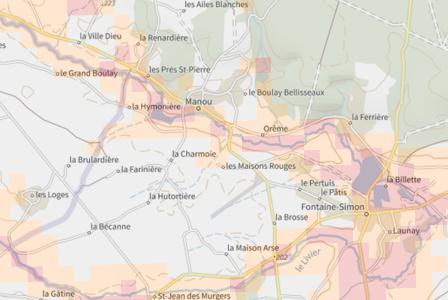 les Ailes Blanches
223
la Ville Dieu
la Renardière
es
les Prés St-Pierre
le Grand Boulay
le Boulay Bellisseaux
la Hymonière
Manou
la Ferrière
Orême
la Charmoie
la Brulardière
la Farinière
les Maisons Rouges
le Pertuis
la Billette
les Loges
le Pâtis
la Hutortière
Fontaine-Simon
la Brosse
la Bécanne
Launay
la Maison Arse
202
le Livier
la Gâtine
St-Jean des Murgers